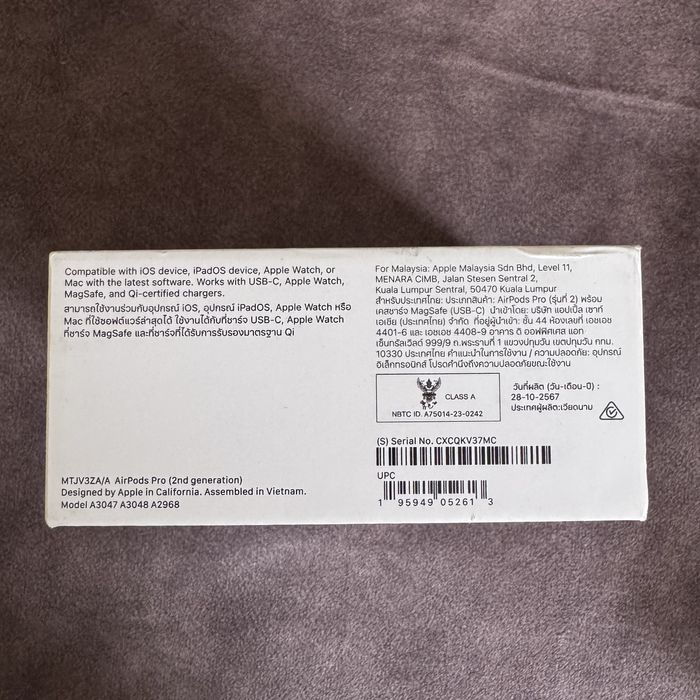 Compatible with iOS device, iPadOS device, Apple Watch, or
Mac with the latest software. Works with USB-C, Apple Watch,
MagSafe, and Qi-certified chargers.
สามารถใช้งานร่วมกับอุปกรณ์ iOS, อุปกรณ์ iPadOS, Apple Watch หรือ
Mac ที่ใช้ซอฟต์แวร์ล่าสุดได้ ใช้งานได้กับที่ชาร์จ USB-C, Apple Watch
ที่ชาร์จ MagSafe และที่ชาร์จที่ได้รับการรับรองมาตรฐาน Qi
MTJV3ZA/A AirPods Pro (2nd generation)
Designed by Apple in California. Assembled in Vietnam.
Model A3047 A3048 A2968
For Malaysia: Apple Malaysia Sdn Bhd, Level 11,
MENARA CIMB, Jalan Stesen Sentral 2,
Kuala Lumpur Sentral, 50470 Kuala Lumpur
สำหรับประเทศไทย: ประเภทสินค้า: AirPods Pro (รุ่นที่ 2) พร้อม
เคสชาร์จ MagSafe (USB-C) นำเข้าโดย: บริษัท แอปเปิ้ล เซาท์
เอเชีย (ประเทศไทย) จำกัด ที่อยู่ผู้นำเข้า: ชั้น 44 ห้องเลขที่ เอชเอช
4401-6 และ เอชเอช 4408-9 อาคาร ดิ ออฟฟิศเศส แอท
เซ็นทรัลเวิลด์ 999/9 ถ.พระรามที่ 1 แขวงปทุมวัน เขตปทุมวัน กทม.
10330 ประเทศไทย คำแนะนำในการใช้งาน / ความปลอดภัย: อุปกรณ์
อิเล็กทรอนิกส์ โปรดคำนึงถึงความปลอดภัยขณะใช้งาน
CLASS A
NBTC ID. A75014-23-0242
วันที่ผลิต (วัน-เดือน-ปี) :
28-10-2567
ประเทศผู้ผลิต:เวียดนาม
(S) Serial No. CXCQKV37MC
UPC
1 95949 05261 3